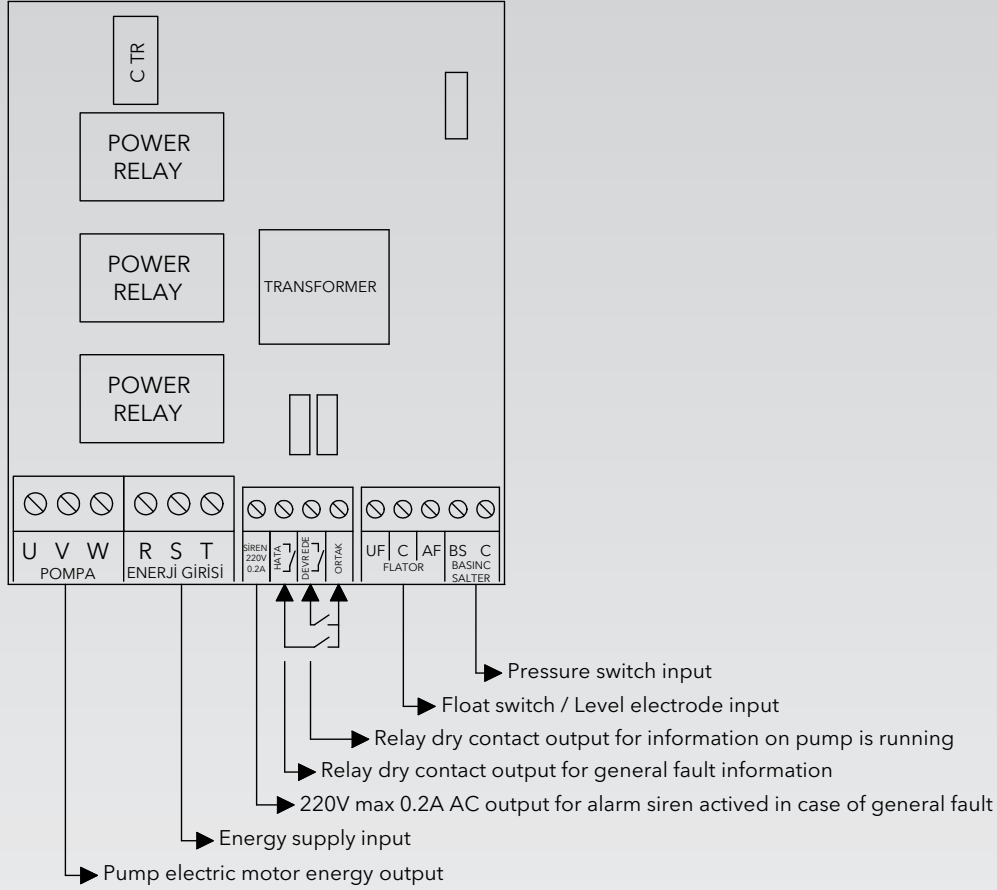 C TR
POWER
RELAY
POWER
RELAY
TRANSFORMER
POWER
RELAY
U V W
POMPA
R S T
ENERJİ GİRİSİ
SİREN
220V
0.2A
HATA
DEVREDE
ORTAK
UF C AF
FLATOR
BS C
BASINC
SALTER
Pressure switch input
Float switch / Level electrode input
Relay dry contact output for information on pump is running
Relay dry contact output for general fault information
220V max 0.2A AC output for alarm siren actived in case of general fault
Energy supply input
Pump electric motor energy output